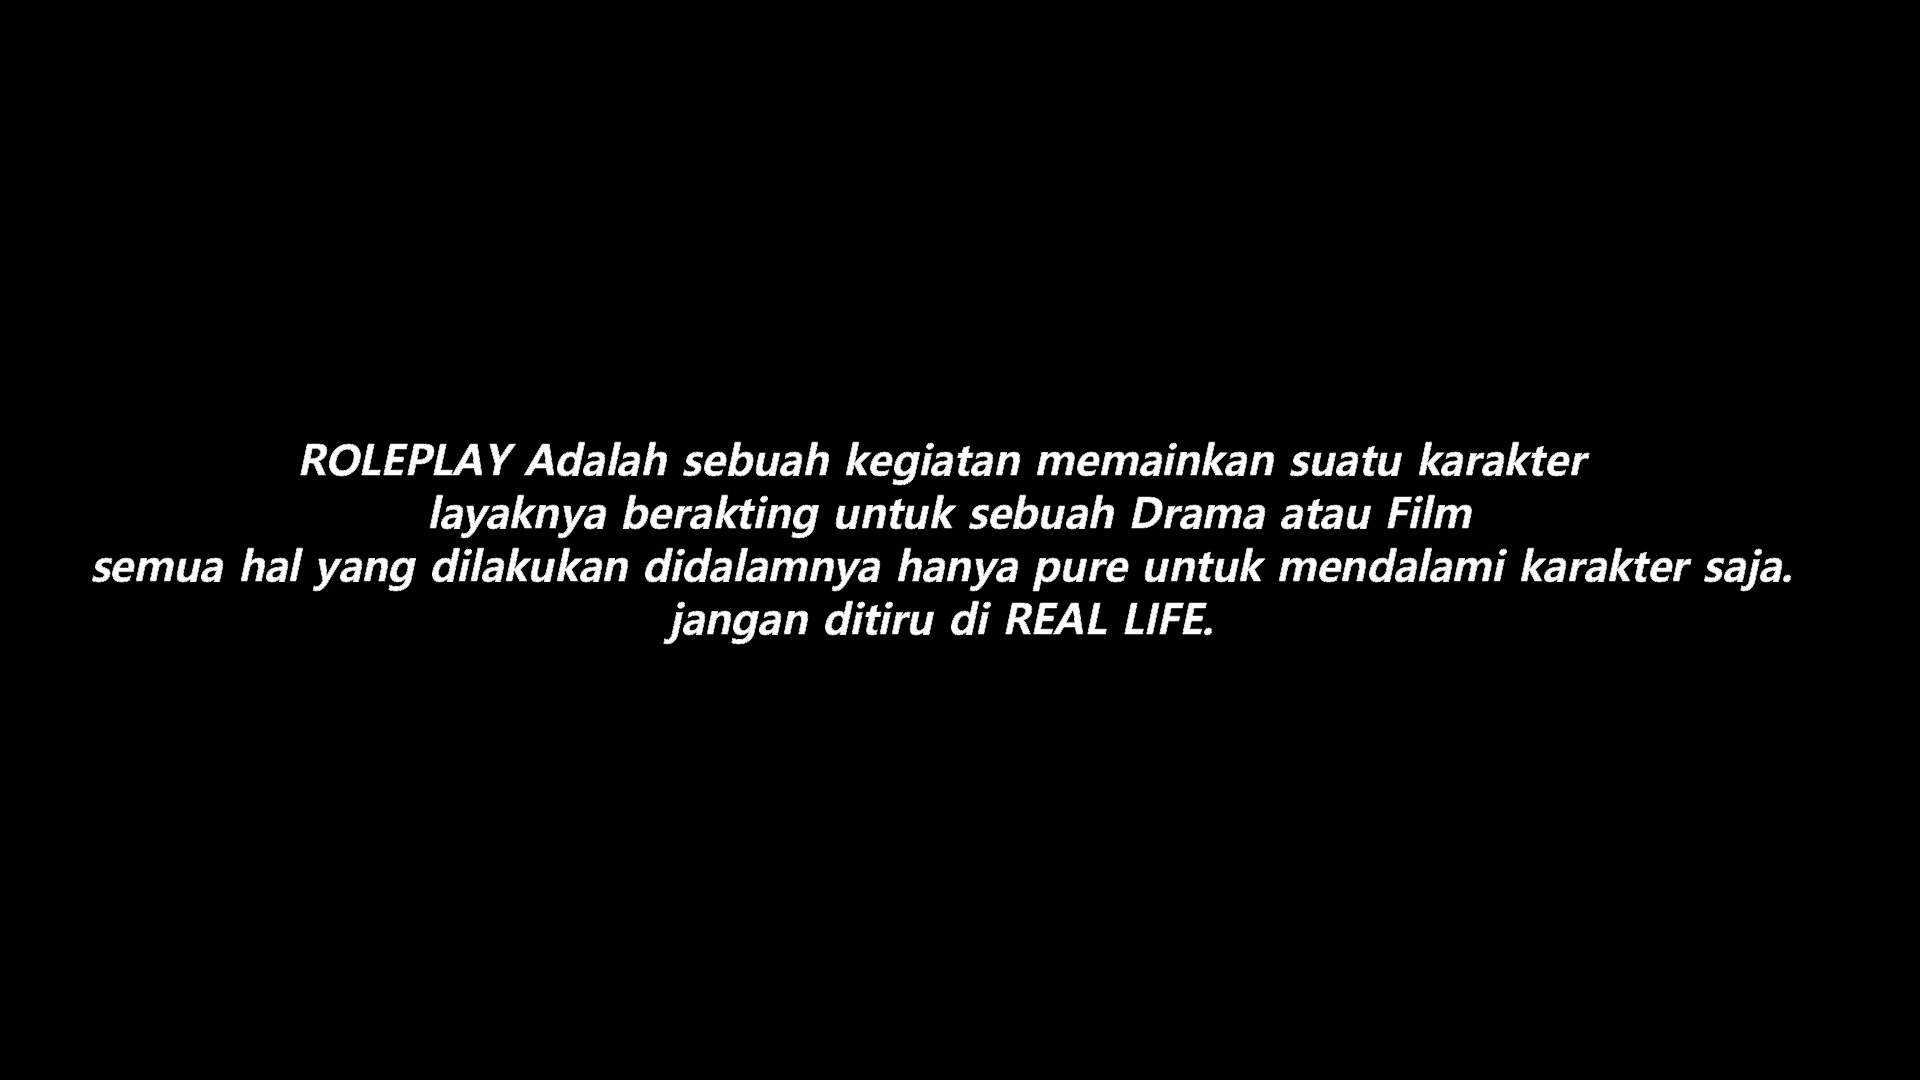 ROLEPLAY Adalah sebuah kegiatan memainkan suatu karakter
layaknya berakting untuk sebuah Drama atau Film
semua hal yang dilakukan didalamnya hanya pure untuk mendalami karakter saja.
jangan ditiru di REAL LIFE.